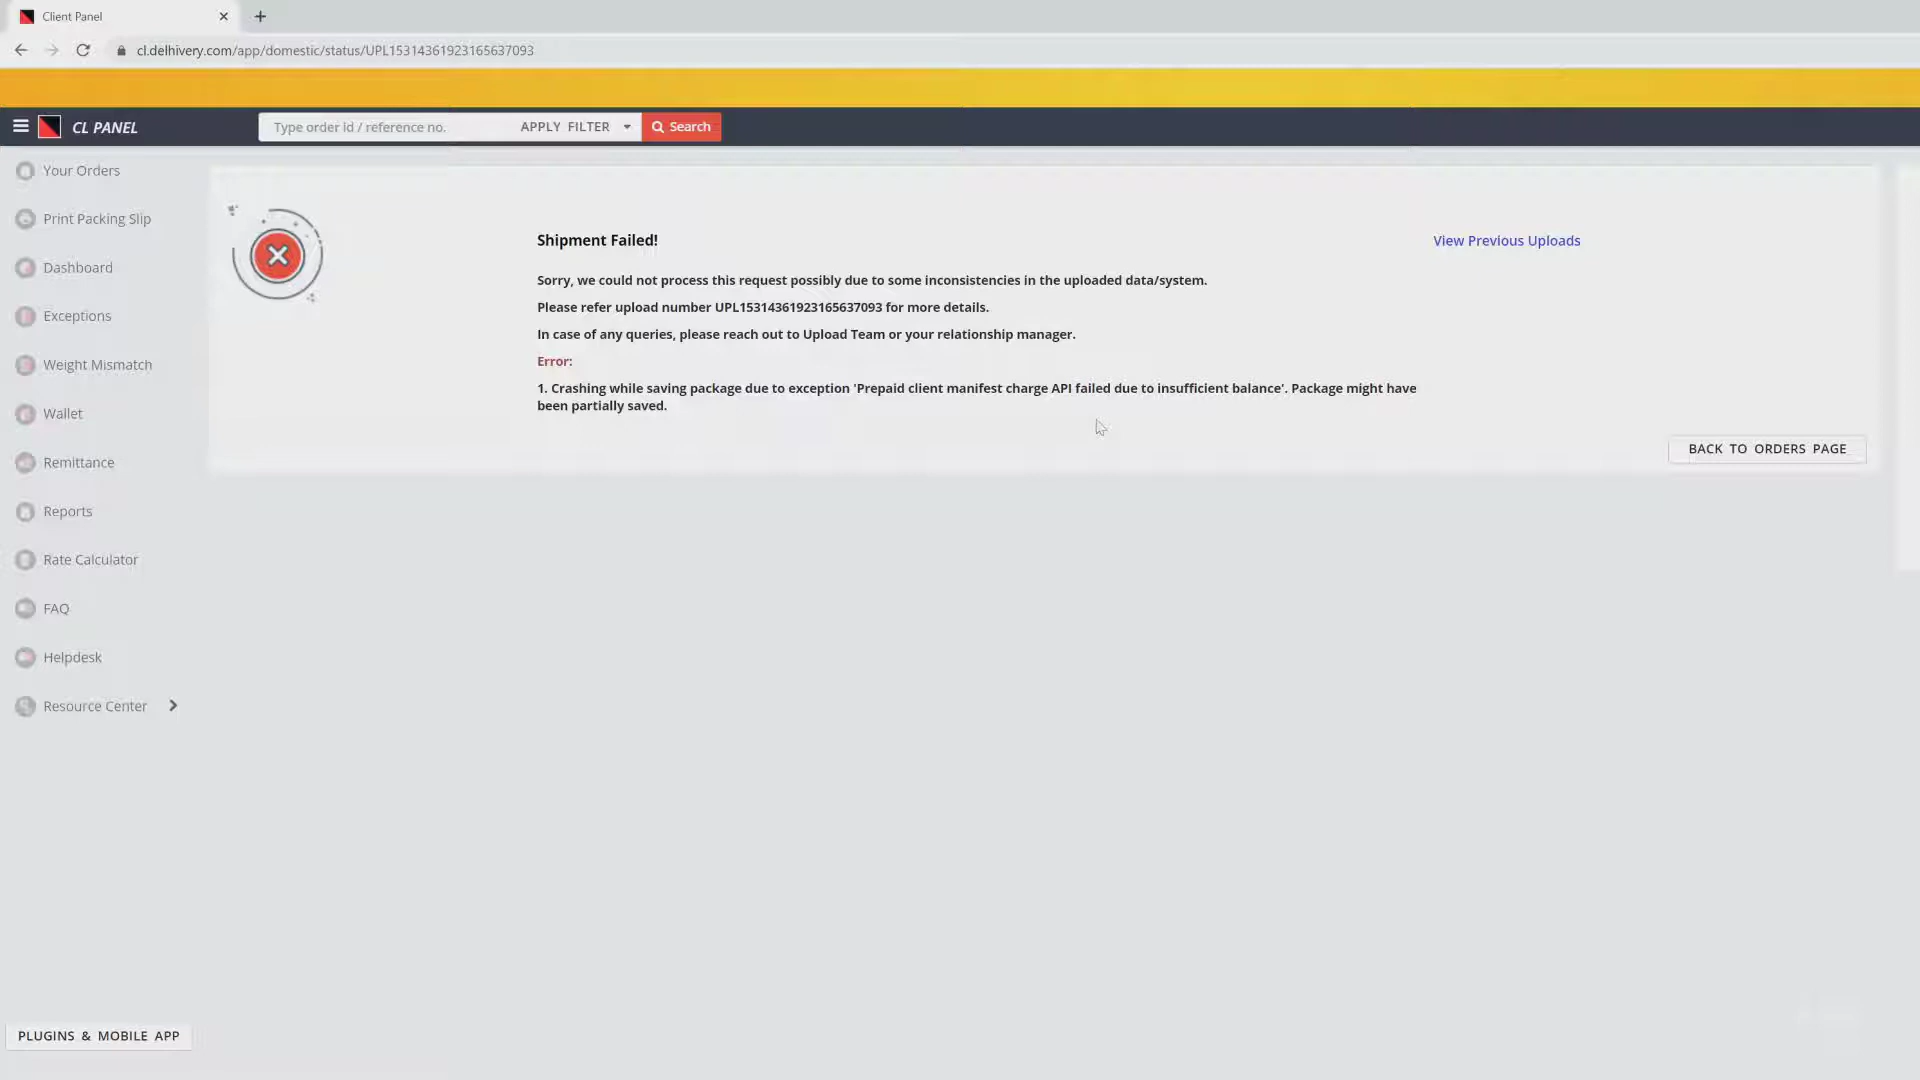 Client Panel
cl.delhivery.com/app/domestic/status/UPL15314361923165637093
CL PANEL
Type order id / reference no.
APPLY FILTER
Search
Your Orders
Print Packing Slip
Dashboard
Exceptions
Weight Mismatch
Wallet
Remittance
Reports
Rate Calculator
FAQ
Helpdesk
Resource Center
Shipment Failed!
View Previous Uploads
Sorry, we could not process this request possibly due to some inconsistencies in the uploaded data/system.
Please refer upload number UPL15314361923165637093 for more details.
In case of any queries, please reach out to Upload Team or your relationship manager.
Error:
1. Crashing while saving package due to exception 'Prepaid client manifest charge API failed due to insufficient balance'. Package might have
been partially saved.
BACK TO ORDERS PAGE
PLUGINS & MOBILE APP